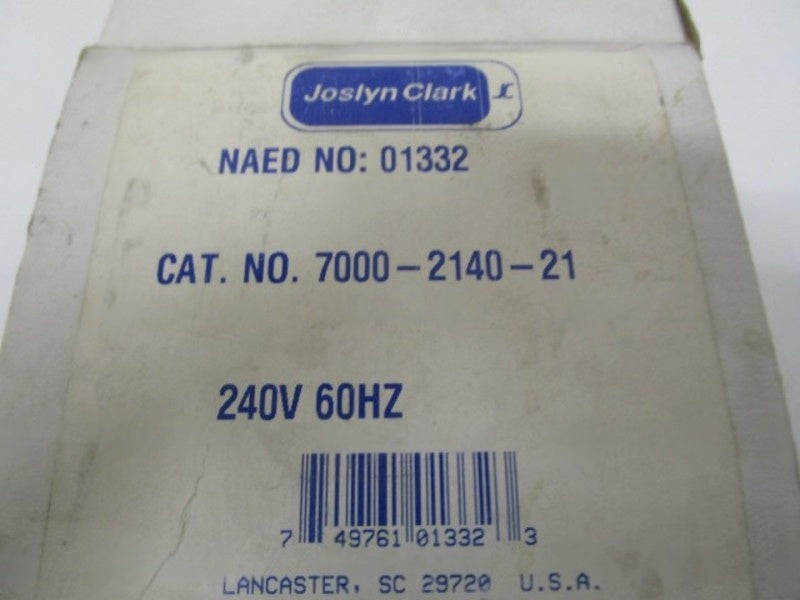 Joslyn Clark
NAED NO: 01332
CAT. NO. 7000-2140-21
240V 60HZ
7 49761 01332 3
LANCASTER, SC 29720 U.S.A.